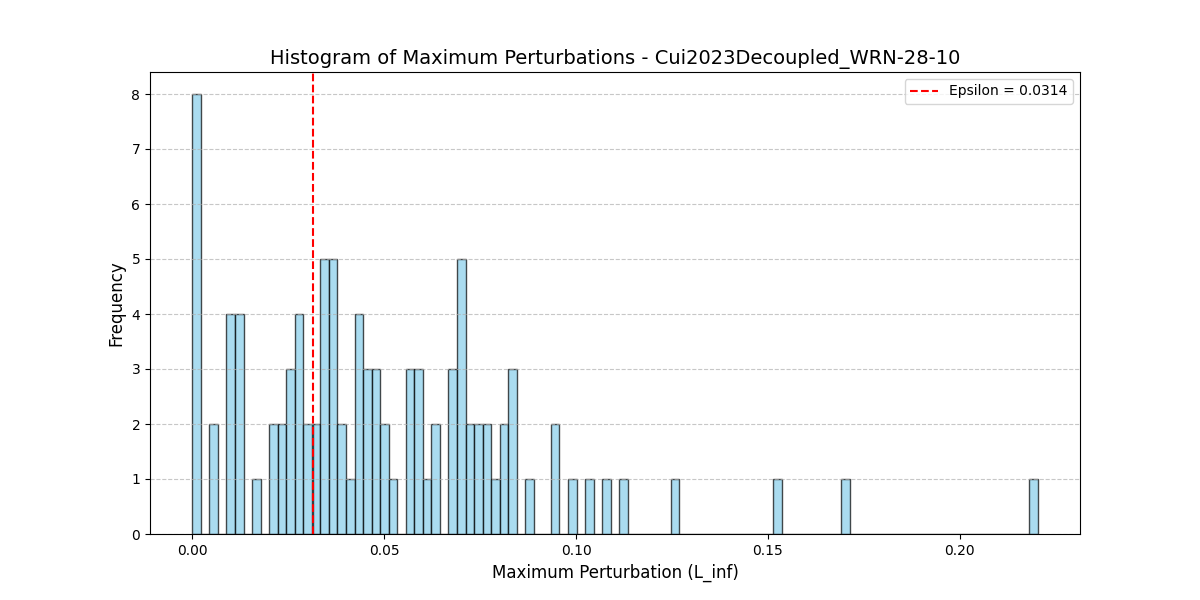 Histogram of Maximum Perturbations - Cui2023Decoupled_WRN-28-10
Epsilon = 0.0314
8
7
6
5
4
3
2
1
0
Frequency
0.00 0.05 0.10 0.15 0.20
Maximum Perturbation (L_inf)